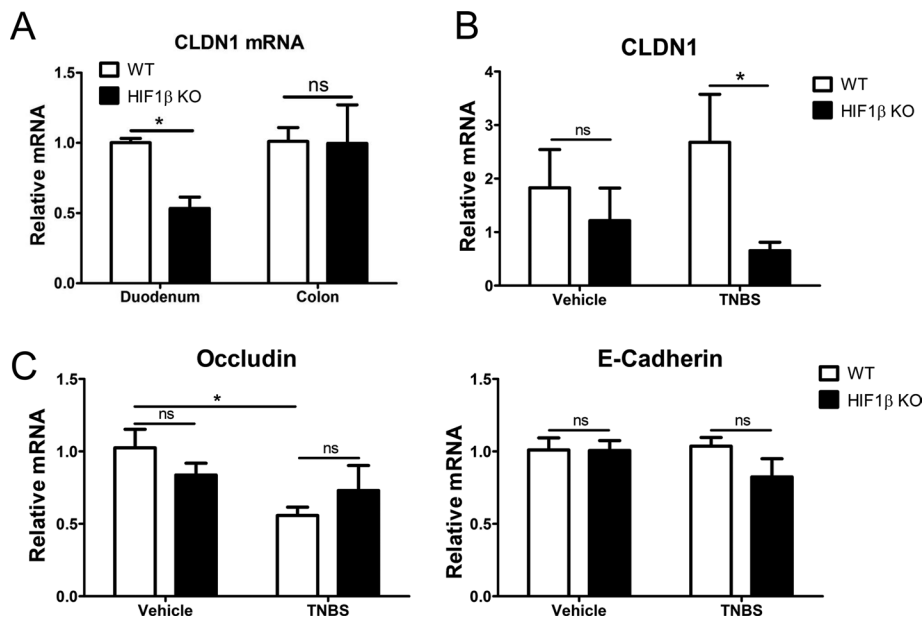 A
CLDN1 mRNA
WT
HIF1β KO
Relative mRNA
1.5
1.0
0.5
0.0
*
ns
Duodenum
Colon
B
CLDN1
WT
HIF1β KO
Relative mRNA
4
3
2
1
0
ns
*
Vehicle
TNBS
C
Occludin
Relative mRNA
1.5
1.0
0.5
0.0
ns
*
ns
Vehicle
TNBS
E-Cadherin
WT
HIF1β KO
Relative mRNA
1.5
1.0
0.5
0.0
ns
ns
Vehicle
TNBS